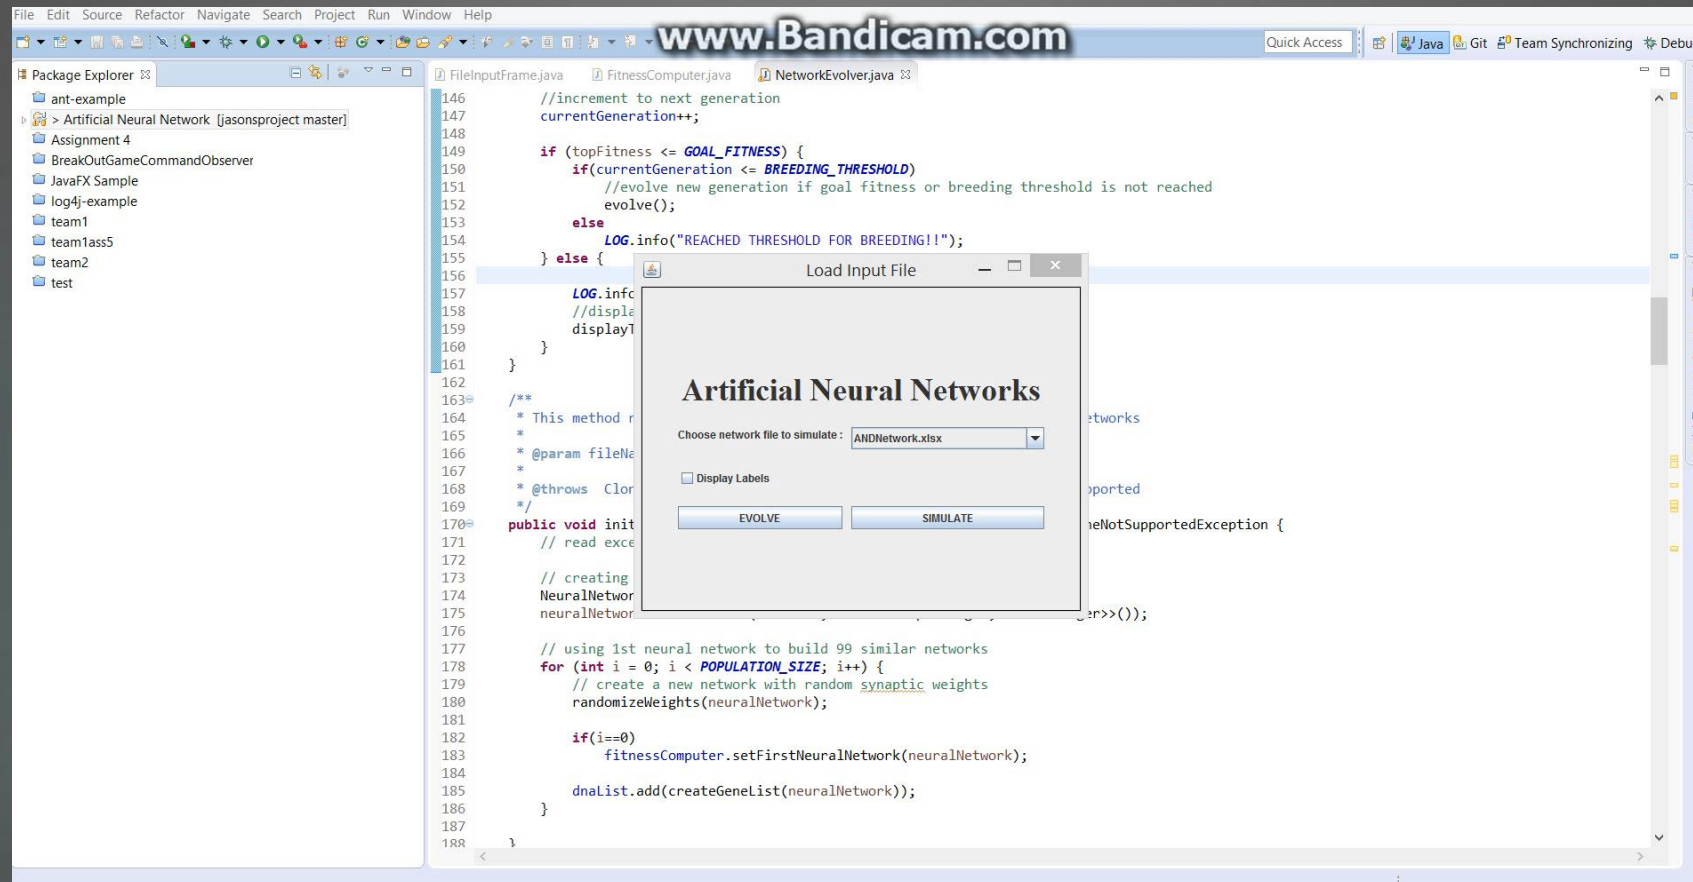 File Edit Source Refactor Navigate Search Project Run Window Help
www.Bandicam.com
Quick Access
Java
Git
Team Synchronizing
Debu
Package Explorer
ant-example
> Artificial Neural Network [jasonsproject master]
Assignment 4
BreakOutGameCommandObserver
JavaFX Sample
log4j-example
team1
team1ass5
team2
test
FileInputFrame.java
FitnessComputer.java
NetworkEvolver.java
146 //increment to next generation
147 currentGeneration++;
148
149 if (topFitness <= GOAL_FITNESS) {
150 if(currentGeneration <= BREEDING_THRESHOLD)
151 //evolve new generation if goal fitness or breeding threshold is not reached
152 evolve();
153 else
154 LOG.info("REACHED THRESHOLD FOR BREEDING!!");
155 } else {
156
157 LOG.info
158 //displa
159 display
160 }
161 }
162
163 /**
164 * This method etworks
165 *
166 * @param fileNa
167 *
168 * @throws Clon ported
169 */
170 public void init eNotSupportedException {
171 // read exce
172
173 // creating
174 NeuralNetwor
175 neuralNetwor er>>());
176
177 // using 1st neural network to build 99 similar networks
178 for (int i = 0; i < POPULATION_SIZE; i++) {
179 // create a new network with random synaptic weights
180 randomizeWeights(neuralNetwork);
181
182 if(i==0)
183 fitnessComputer.setFirstNeuralNetwork(neuralNetwork);
184
185 dnaList.add(createGeneList(neuralNetwork));
186 }
187
188 }
Load Input File
Artificial Neural Networks
Choose network file to simulate :
ANDNetwork.xlsx
Display Labels
EVOLVE
SIMULATE